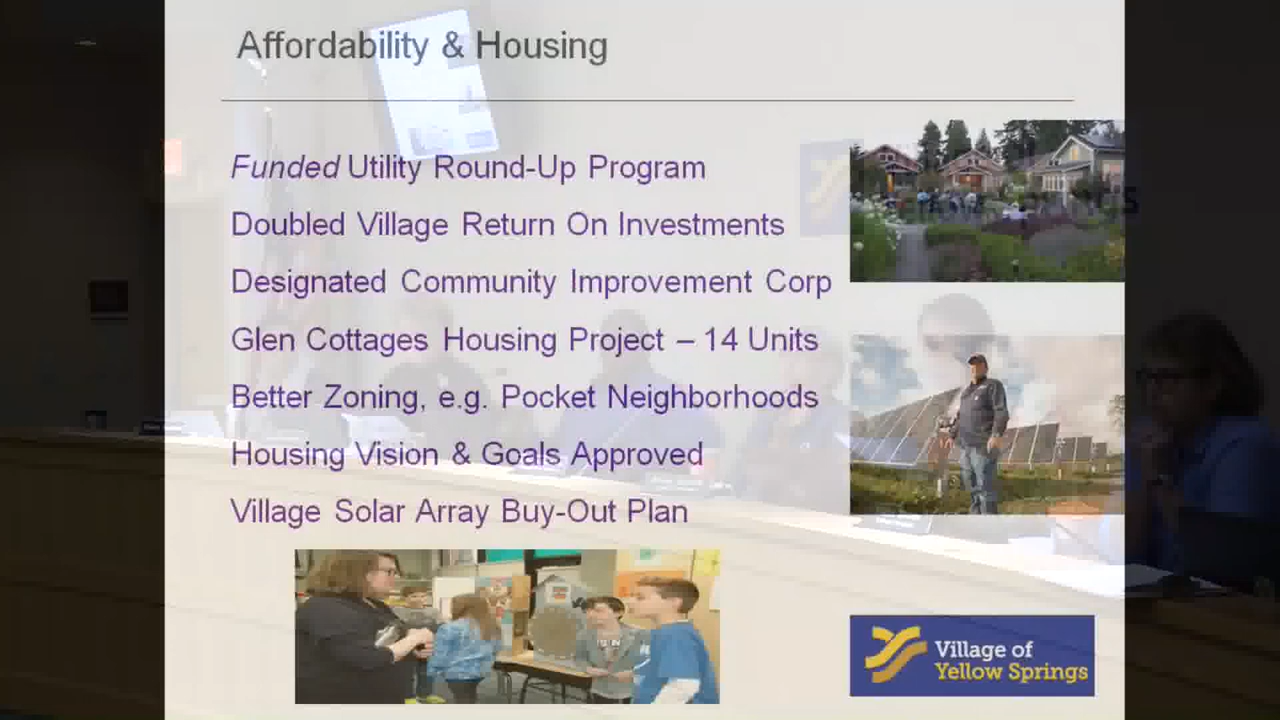 Affordability & Housing
Funded Utility Round-Up Program
Doubled Village Return On Investments
Designated Community Improvement Corp
Glen Cottages Housing Project – 14 Units
Better Zoning, e.g. Pocket Neighborhoods
Housing Vision & Goals Approved
Village Solar Array Buy-Out Plan
Village of
Yellow Springs